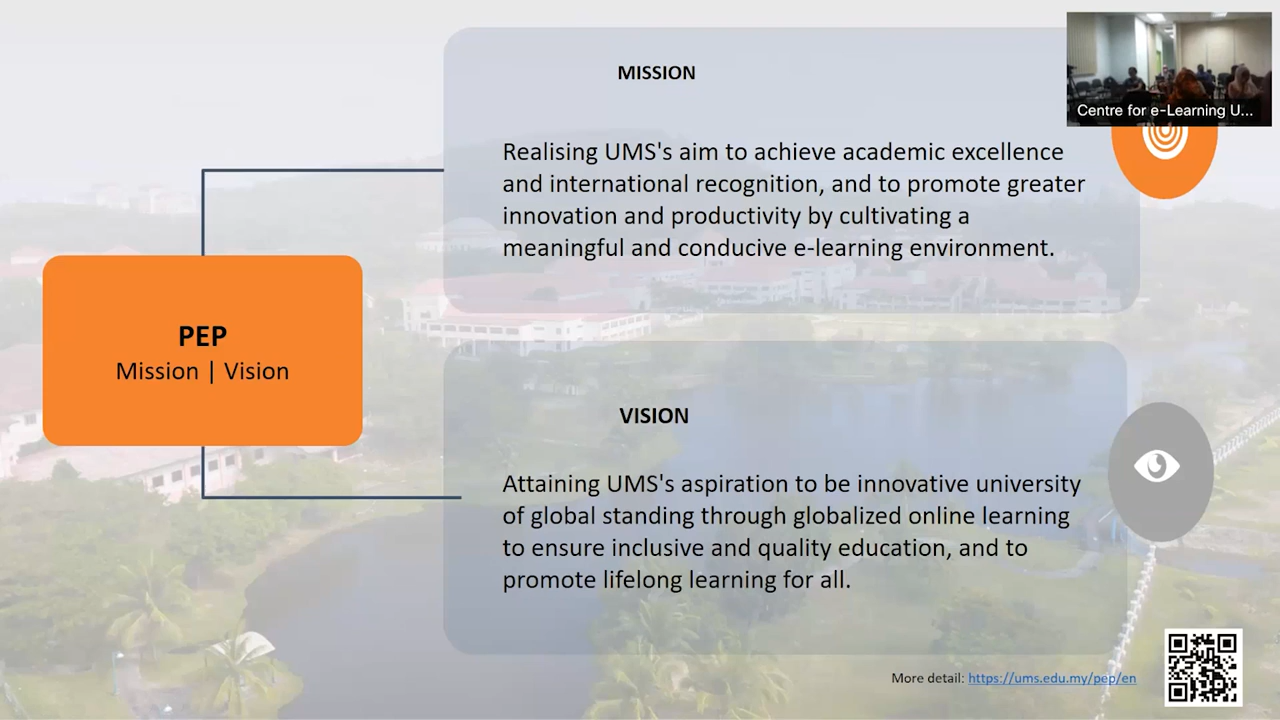 MISSION
Centre for e-Learning U...
Realising UMS's aim to achieve academic excellence
and international recognition, and to promote greater
innovation and productivity by cultivating a
meaningful and conducive e-learning environment.
PEP
Mission | Vision
VISION
Attaining UMS's aspiration to be innovative university
of global standing through globalized online learning
to ensure inclusive and quality education, and to
promote lifelong learning for all.
More detail: https://ums.edu.my/pep/en